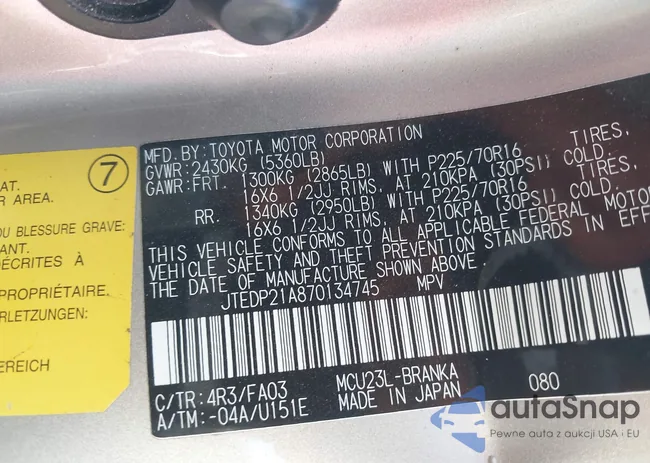 7
AT.
R AREA.
OU BLESSURE GRAVE:
ANT.
DÉCRITES À
PROPRIÉTAIRE.
EREICH
MFD. BY: TOYOTA MOTOR CORPORATION
GVWR: 2430KG (5360LB)
GAWR: FRT. 1300KG (2865LB) WITH P225/70R16 TIRES,
16X6 1/2JJ RIMS, AT 210KPA (30PSI) COLD.
RR. 1340KG (2950LB) WITH P225/70R16 TIRES,
16X6 1/2JJ RIMS, AT 210KPA (30PSI) COLD.
THIS VEHICLE CONFORMS TO ALL APPLICABLE FEDERAL MOTOR
VEHICLE SAFETY AND THEFT PREVENTION STANDARDS IN EFFE
THE DATE OF MANUFACTURE SHOWN ABOVE.
JTEDP21A870134745 MPV
C/TR: 4R3/FA03 MCU23L-BRANKA 080
A/TM: -04A/U151E MADE IN JAPAN
autoSnap
Pewne auta z aukcji USA i EU